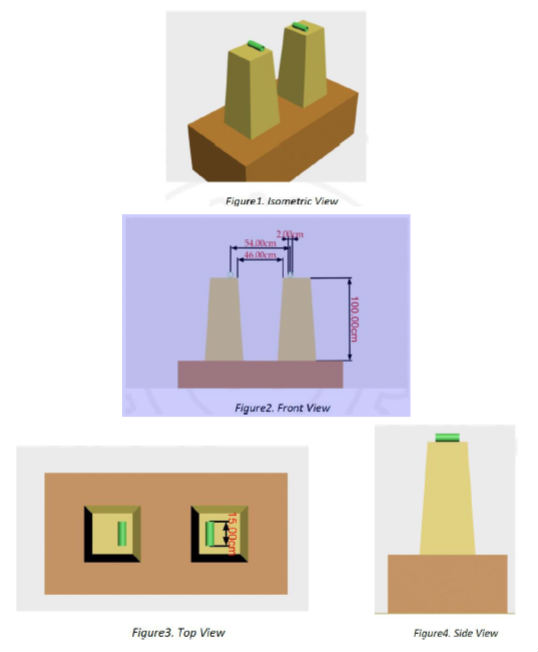 Figure1. Isometric View
2.00cm
54.00cm
46.00cm
100.00cm
Figure2. Front View
15.00cm
Figure3. Top View
Figure4. Side View